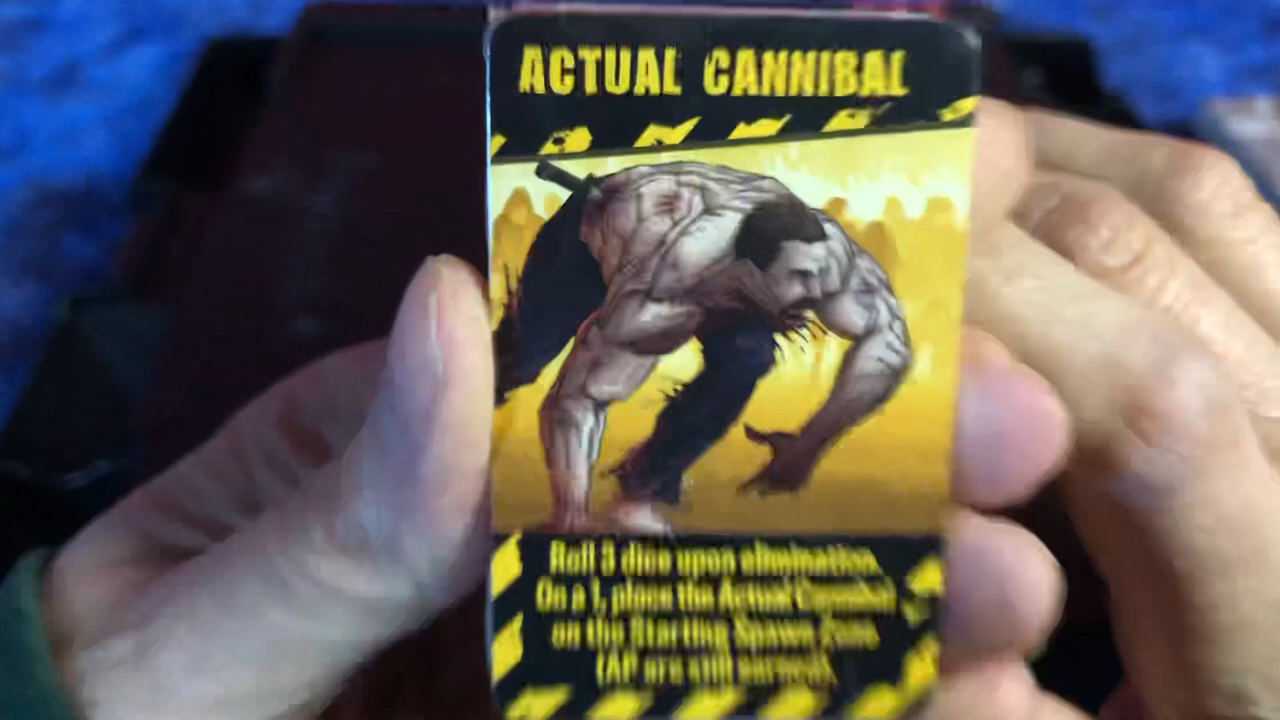 ACTUAL CANNIBAL
Roll 3 dice upon elimination.
On a 1, place the Actual Cannibal
on the Starting Spawn Zone
(AP are still earned).